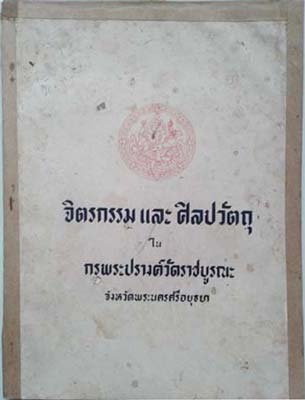 จิตรกรรม และ ศิลปวัตถุ
ใน
กรุพระปรางค์วัดราชบูรณะ
จังหวัดพระนครศรีอยุธยา